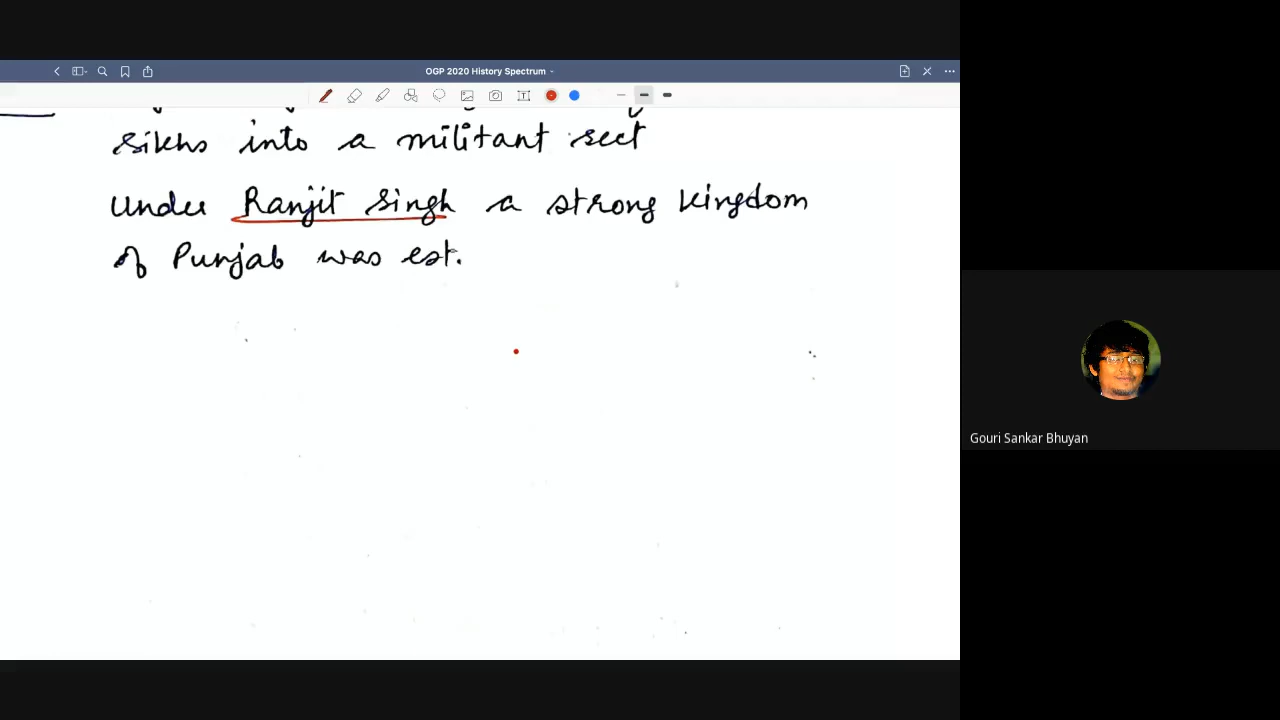 OGP 2020 History Spectrum
sikhs into a militant sect
Under Ranjit Singh a strong kingdom
of Punjab was est.
Gouri Sankar Bhuyan